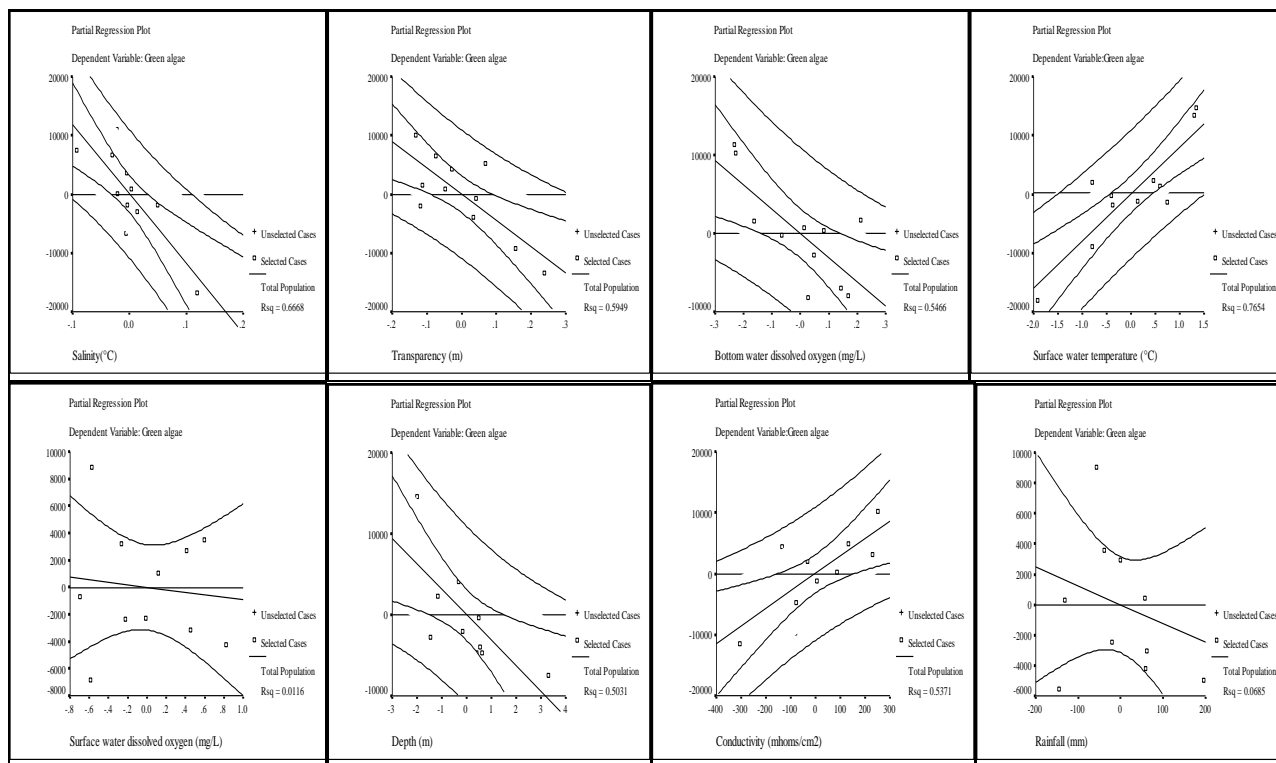 Partial Regression Plot
Dependent Variable: Green algae
20000
10000
0
-10000
-20000
-.1
0.0
.1
.2
+ Unselected Cases
Selected Cases
Total Population
Rsq = 0.6668
Salinity(°C)
Partial Regression Plot
Dependent Variable: Green algae
20000
10000
0
-10000
-20000
-.2
-.1
0.0
.1
.2
.3
+ Unselected Cases
Selected Cases
Total Population
Rsq = 0.5949
Transparency (m)
Partial Regression Plot
Dependent Variable: Green algae
20000
10000
0
-10000
-.3
-.2
-.1
0.0
.1
.2
.3
+ Unselected Cases
Selected Cases
Total Population
Rsq = 0.5466
Bottom water dissolved oxygen (mg/L)
Partial Regression Plot
Dependent Variable:Green algae
20000
10000
0
-10000
-20000
-2.0
-1.5
-1.0
-.5
0.0
.5
1.0
1.5
+ Unselected Cases
Selected Cases
Total Population
Rsq = 0.7654
Surface water temperature (°C)
Partial Regression Plot
Dependent Variable: Green algae
10000
8000
6000
4000
2000
0
-2000
-4000
-6000
-8000
-.8
-.6
-.4
-.2
0.0
.2
.4
.6
.8
1.0
+ Unselected Cases
Selected Cases
Total Population
Rsq = 0.0116
Surface water dissolved oxygen (mg/L)
Partial Regression Plot
Dependent Variable: Green algae
20000
10000
0
-10000
-3
-2
-1
0
1
2
3
4
+ Unselected Cases
Selected Cases
Total Population
Rsq = 0.5031
Depth (m)
Partial Regression Plot
Dependent Variable:Green algae
20000
10000
0
-10000
-20000
-400
-300
-200
-100
0
100
200
300
+ Unselected Cases
Selected Cases
Total Population
Rsq = 0.5371
Conductivity (mhoms/cm2)
Partial Regression Plot
Dependent Variable: Green algae
10000
8000
6000
4000
2000
0
-2000
-4000
-6000
-200
-100
0
100
200
+ Unselected Cases
Selected Cases
Total Population
Rsq = 0.0685
Rainfall (mm)